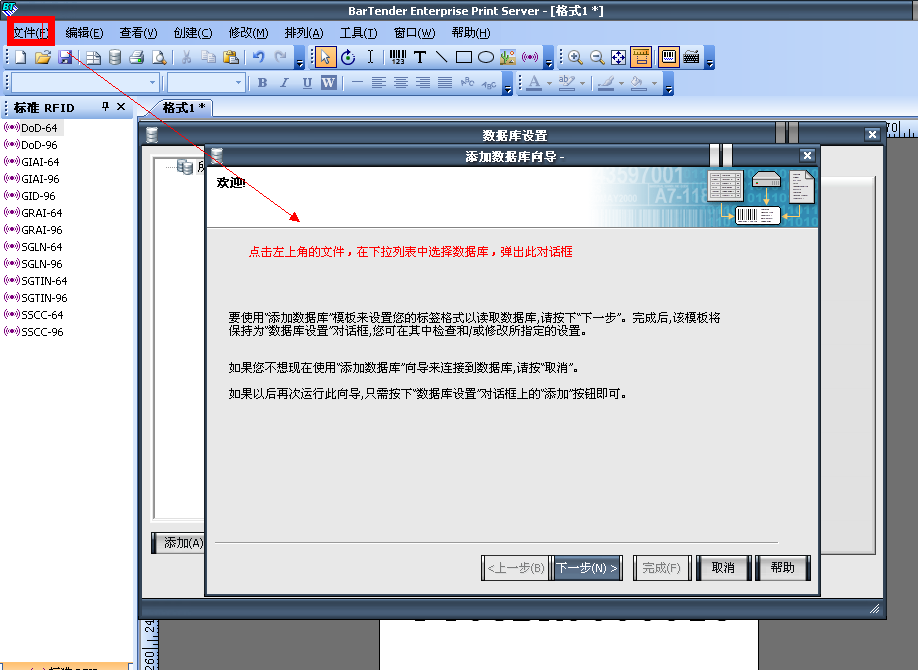 BarTender Enterprise Print Server - [格式1 *]
文件(F) 编辑(E) 查看(V) 创建(C) 修改(M) 排列(A) 工具(T) 窗口(W) 帮助(H)
标准 RFID
格式1 *
DoD-64
DoD-96
GIAI-64
GIAI-96
GID-96
GRAI-64
GRAI-96
SGLN-64
SGLN-96
SGTIN-64
SGTIN-96
SSCC-64
SSCC-96
数据库设置
添加数据库向导-
欢迎!
3597001
A7-118
点击左上角的文件，在下拉列表中选择数据库，弹出此对话框
要使用“添加数据库”模板来设置您的标签格式以读取数据库,请按下“下一步”。完成后,该模板将
保持为“数据库设置”对话框,您可在其中检查和/或修改所指定的设置。
如果您不想现在使用“添加数据库”向导来连接到数据库,请按“取消”。
如果以后再次运行此向导,只需按下“数据库设置”对话框上的“添加”按钮即可。
添加(A)
<上一步(B) 下一步(N) > 完成(F) 取消 帮助
240
260